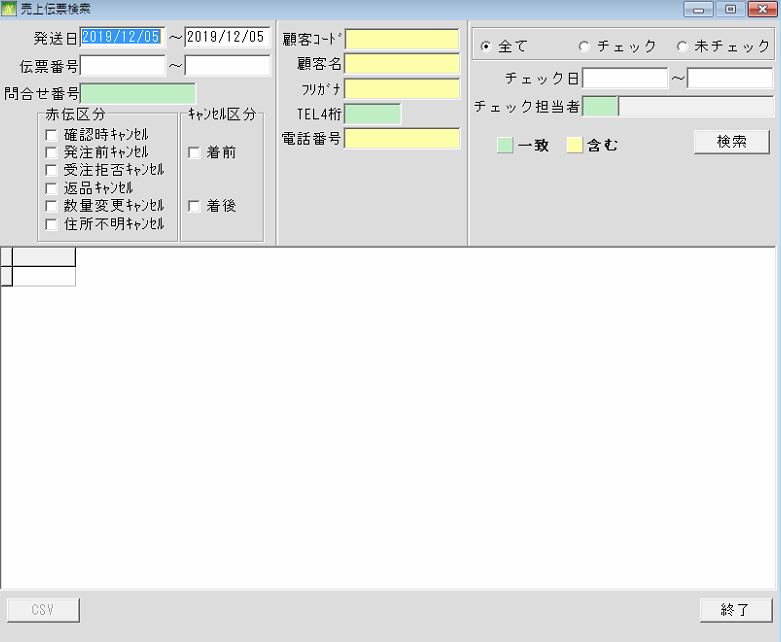 売上伝票検索
発送日 2019/12/05 ～ 2019/12/05
伝票番号 ～
問合せ番号
赤伝区分
確認時ｷｬﾝｾﾙ
発注前ｷｬﾝｾﾙ
受注拒否ｷｬﾝｾﾙ
返品ｷｬﾝｾﾙ
数量変更ｷｬﾝｾﾙ
住所不明ｷｬﾝｾﾙ
ｷｬﾝｾﾙ区分
着前
着後
顧客ｺｰﾄﾞ
顧客名
ﾌﾘｶﾞﾅ
TEL4桁
電話番号
全て チェック 未チェック
チェック日 ～
チェック担当者
一致 含む
検索
CSV
終了